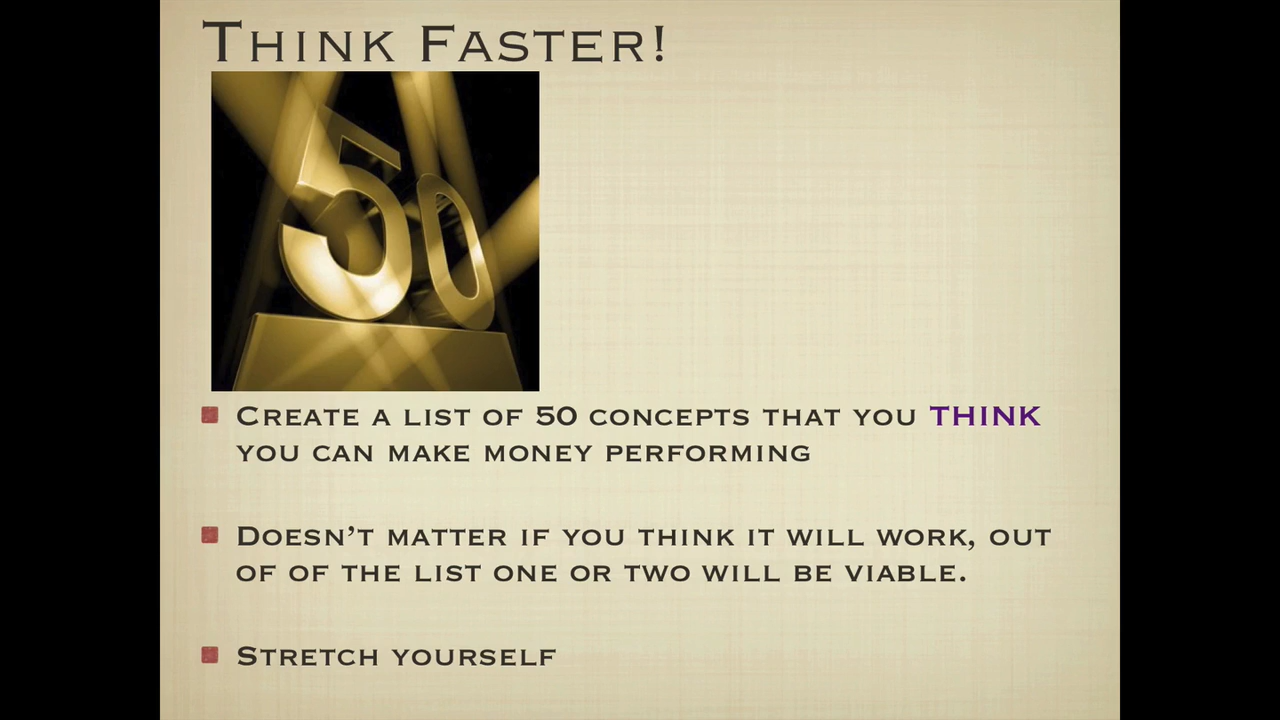 Think Faster!
50
Create a list of 50 concepts that you THINK
you can make money performing
Doesn't matter if you think it will work, out
of of the list one or two will be viable.
Stretch yourself